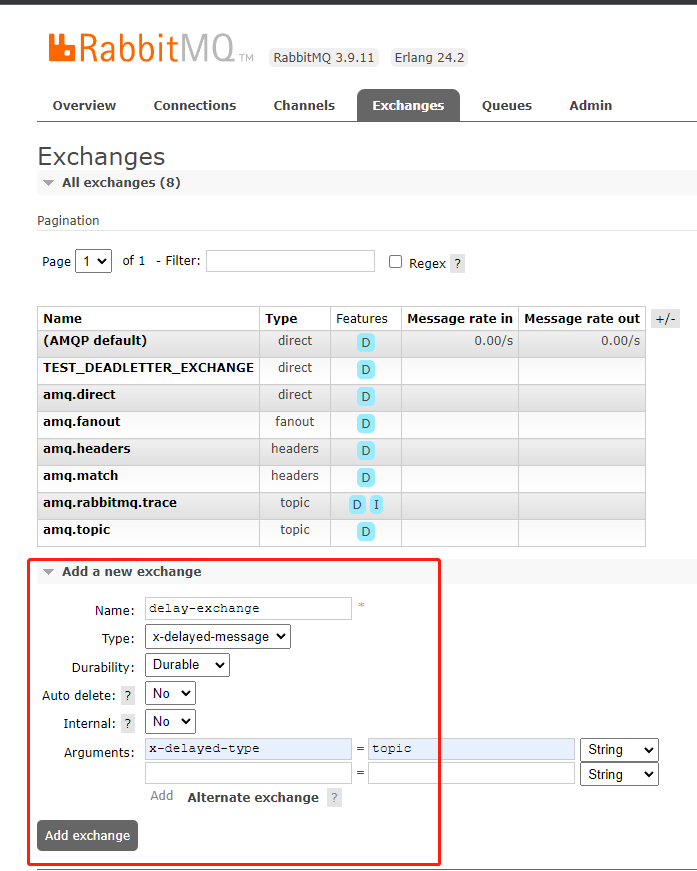 RabbitMQ TM RabbitMQ 3.9.11 Erlang 24.2
Overview Connections Channels Exchanges Queues Admin
Exchanges
All exchanges (8)
Pagination
Page 1 of 1 - Filter: Regex ?
Name Type Features Message rate in Message rate out +/-
(AMQP default) direct D 0.00/s 0.00/s
TEST_DEADLETTER_EXCHANGE direct D
amq.direct direct D
amq.fanout fanout D
amq.headers headers D
amq.match headers D
amq.rabbitmq.trace topic D I
amq.topic topic D
Add a new exchange
Name: delay-exchange *
Type: x-delayed-message
Durability: Durable
Auto delete: ? No
Internal: ? No
Arguments: x-delayed-type = topic String
= String
Add Alternate exchange ?
Add exchange